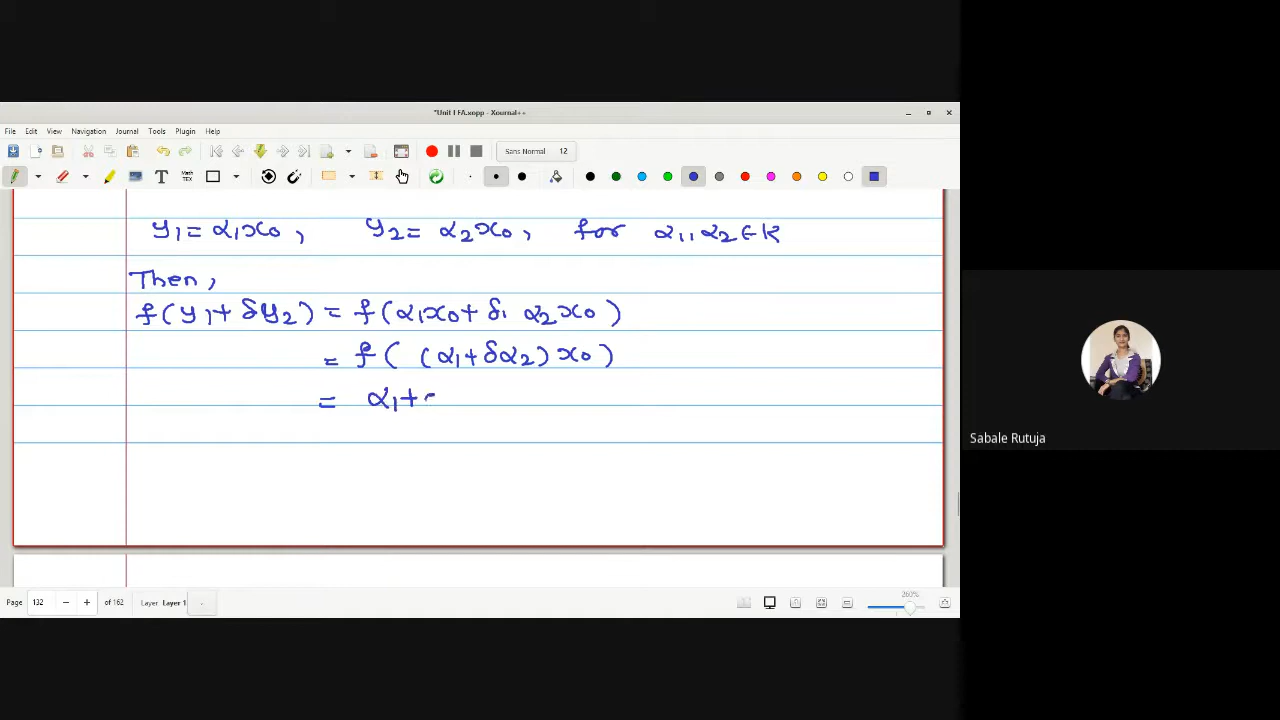 *Unit I FA.xopp - Xournal++
File Edit View Navigation Journal Tools Plugin Help
Sans Normal 12
y1 = α1x0, y2 = α2x0, for α1, α2 ∈ K
Then,
f(y1 + δy2) = f(α1x0 + δ1 α2x0)
= f( (α1 + δα2) x0 )
= α1 +
Sabale Rutuja
Page 132 of 162 Layer Layer 1
260%